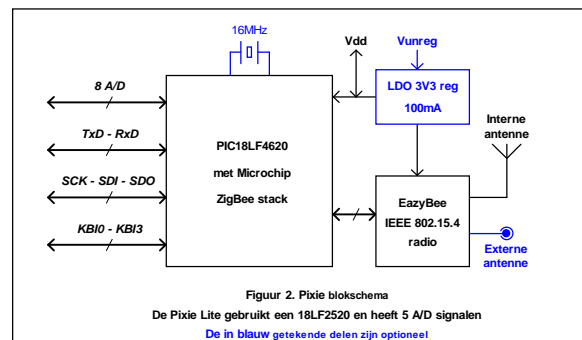 16MHz
Vdd
Vunreg
8 A/D
LDO 3V3 reg
100mA
Interne
antenne
TxD - RxD
PIC18LF4620
met Microchip
ZigBee stack
SCK - SDI - SDO
EazyBee
IEEE 802.15.4
radio
KBI0 - KBI3
Externe
antenne
Figuur 2. Pixie blokschema
De Pixie Lite gebruikt een 18LF2520 en heeft 5 A/D signalen
De in blauw getekende delen zijn optioneel